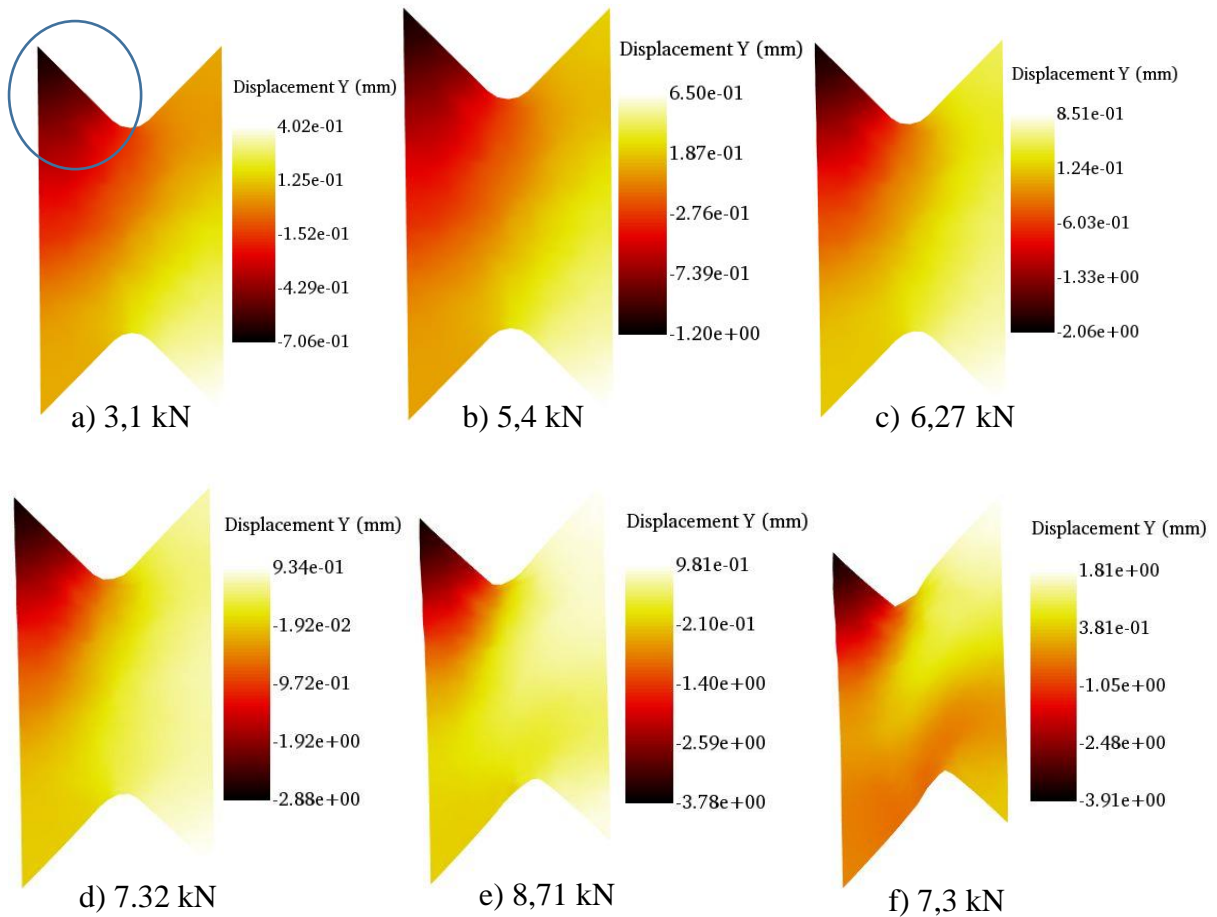 Displacement Y (mm)
4.02e-01
1.25e-01
-1.52e-01
-4.29e-01
-7.06e-01
a) 3,1 kN
Displacement Y (mm)
6.50e-01
1.87e-01
-2.76e-01
-7.39e-01
-1.20e+00
b) 5,4 kN
Displacement Y (mm)
8.51e-01
1.24e-01
-6.03e-01
-1.33e+00
-2.06e+00
c) 6,27 kN
Displacement Y (mm)
9.34e-01
-1.92e-02
-9.72e-01
-1.92e+00
-2.88e+00
d) 7.32 kN
Displacement Y (mm)
9.81e-01
-2.10e-01
-1.40e+00
-2.59e+00
-3.78e+00
e) 8,71 kN
Displacement Y (mm)
1.81e+00
3.81e-01
-1.05e+00
-2.48e+00
-3.91e+00
f) 7,3 kN